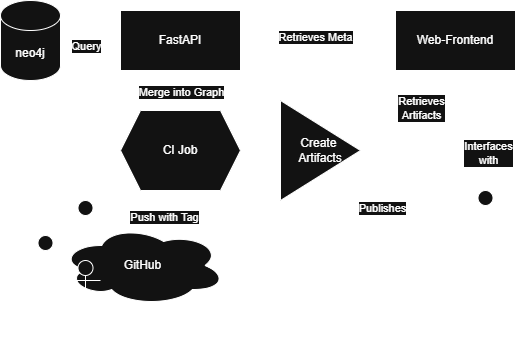 neo4j
Query
FastAPI
Retrieves Meta
Web-Frontend
Merge into Graph
Retrieves
Artifacts
CI Job
Create
Artifacts
Interfaces
with
Publishes
Push with Tag
GitHub